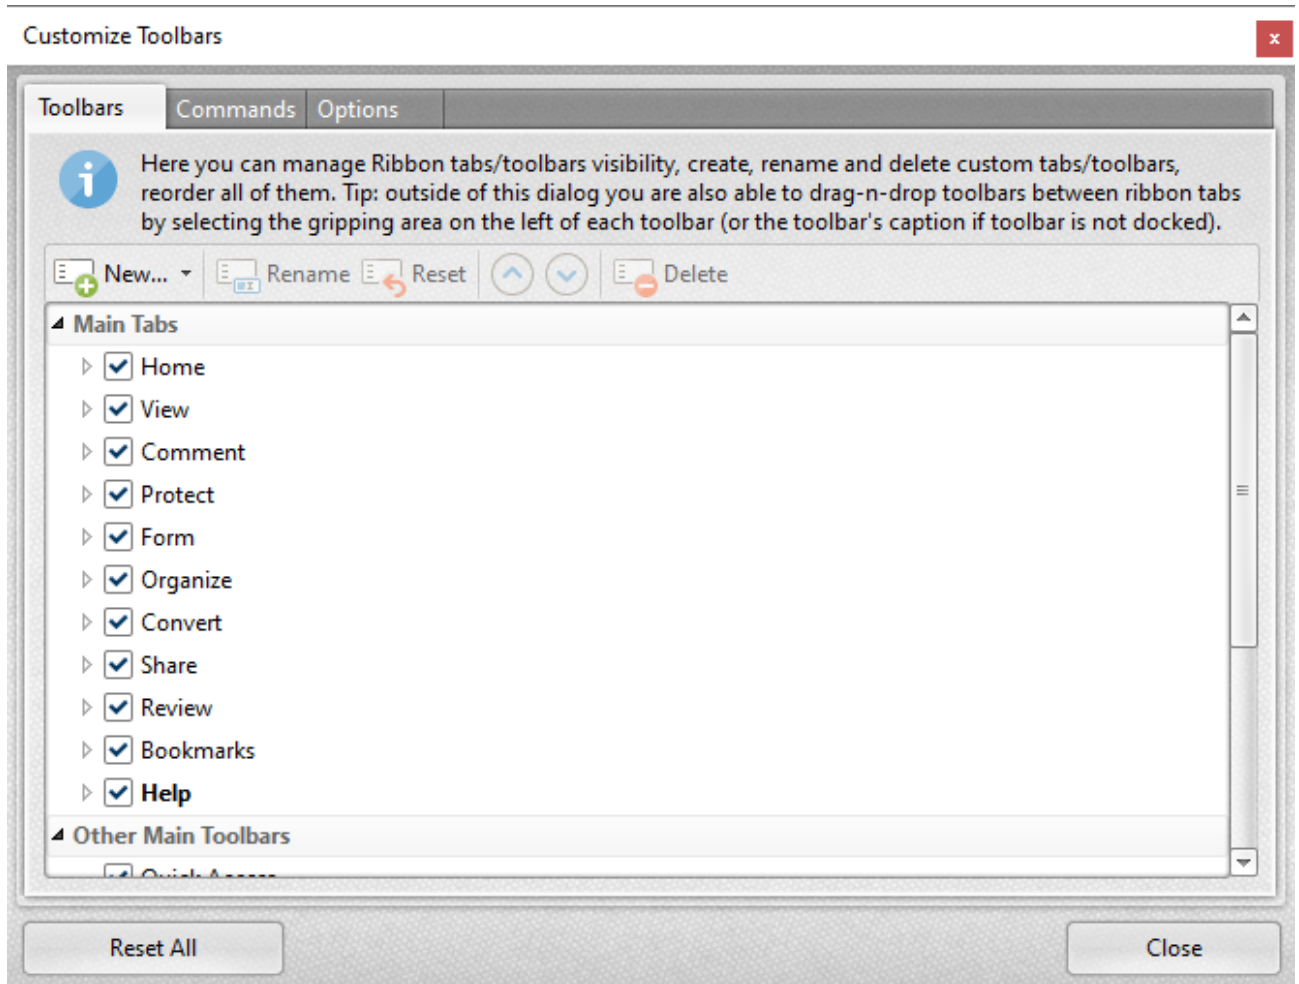 Customize Toolbars
x
Toolbars Commands Options
Here you can manage Ribbon tabs/toolbars visibility, create, rename and delete custom tabs/toolbars,
reorder all of them. Tip: outside of this dialog you are also able to drag-n-drop toolbars between ribbon tabs
by selecting the gripping area on the left of each toolbar (or the toolbar's caption if toolbar is not docked).
New... Rename Reset Delete
Main Tabs
Home
View
Comment
Protect
Form
Organize
Convert
Share
Review
Bookmarks
Help
Other Main Toolbars
Quick Access
Reset All Close